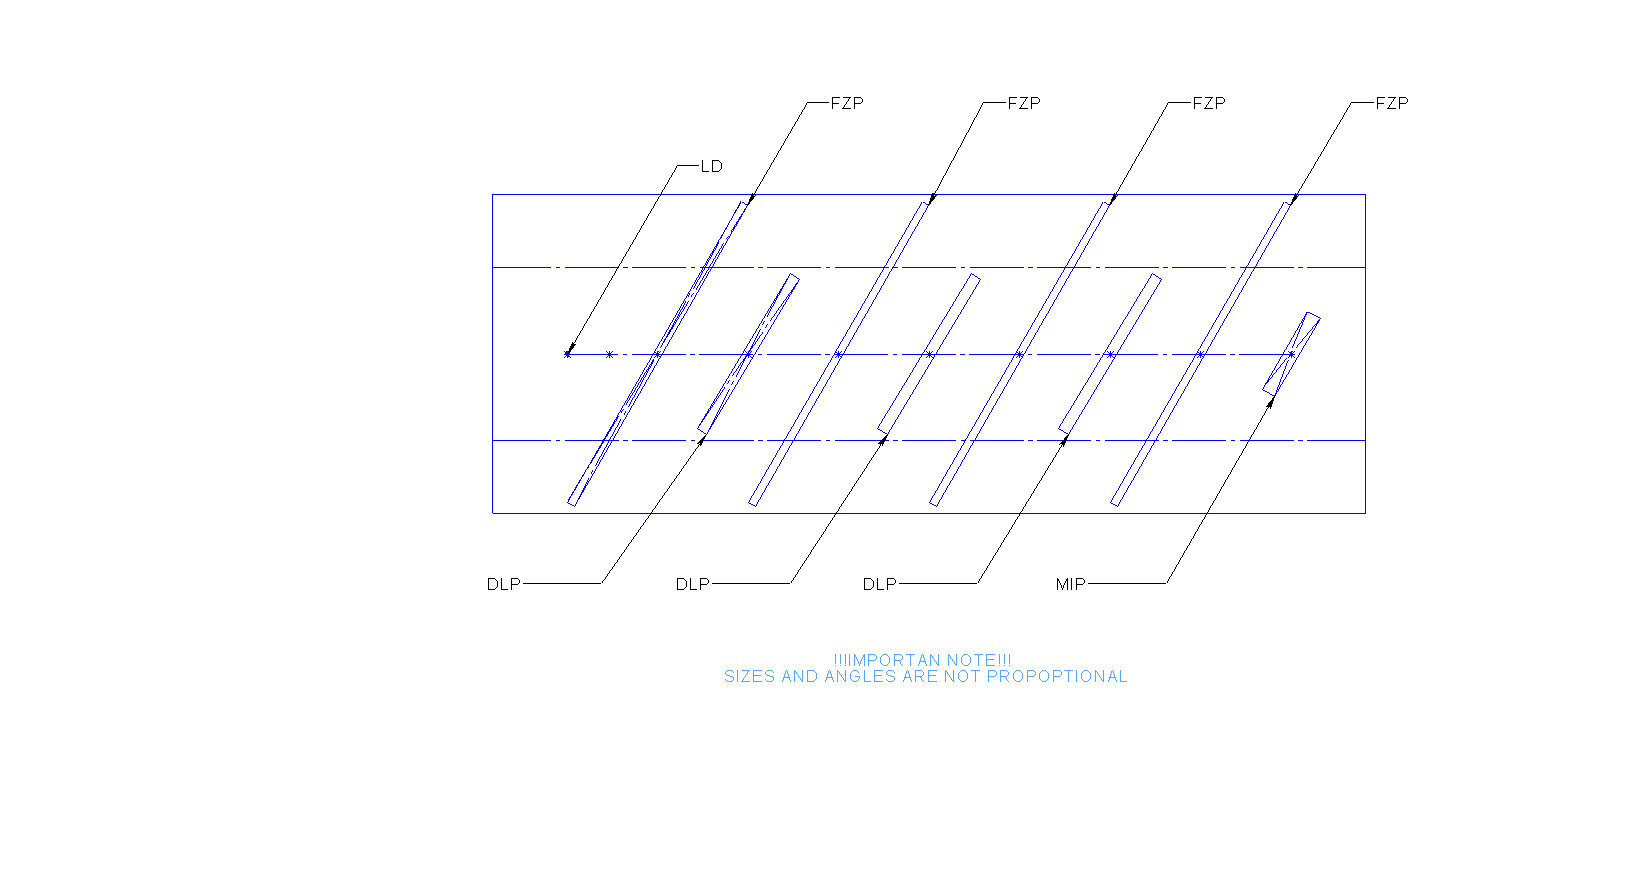 FZP FZP FZP FZP
LD
DLP DLP DLP MIP
!!!IMPORTAN NOTE!!!
SIZES AND ANGLES ARE NOT PROPOPTIONAL